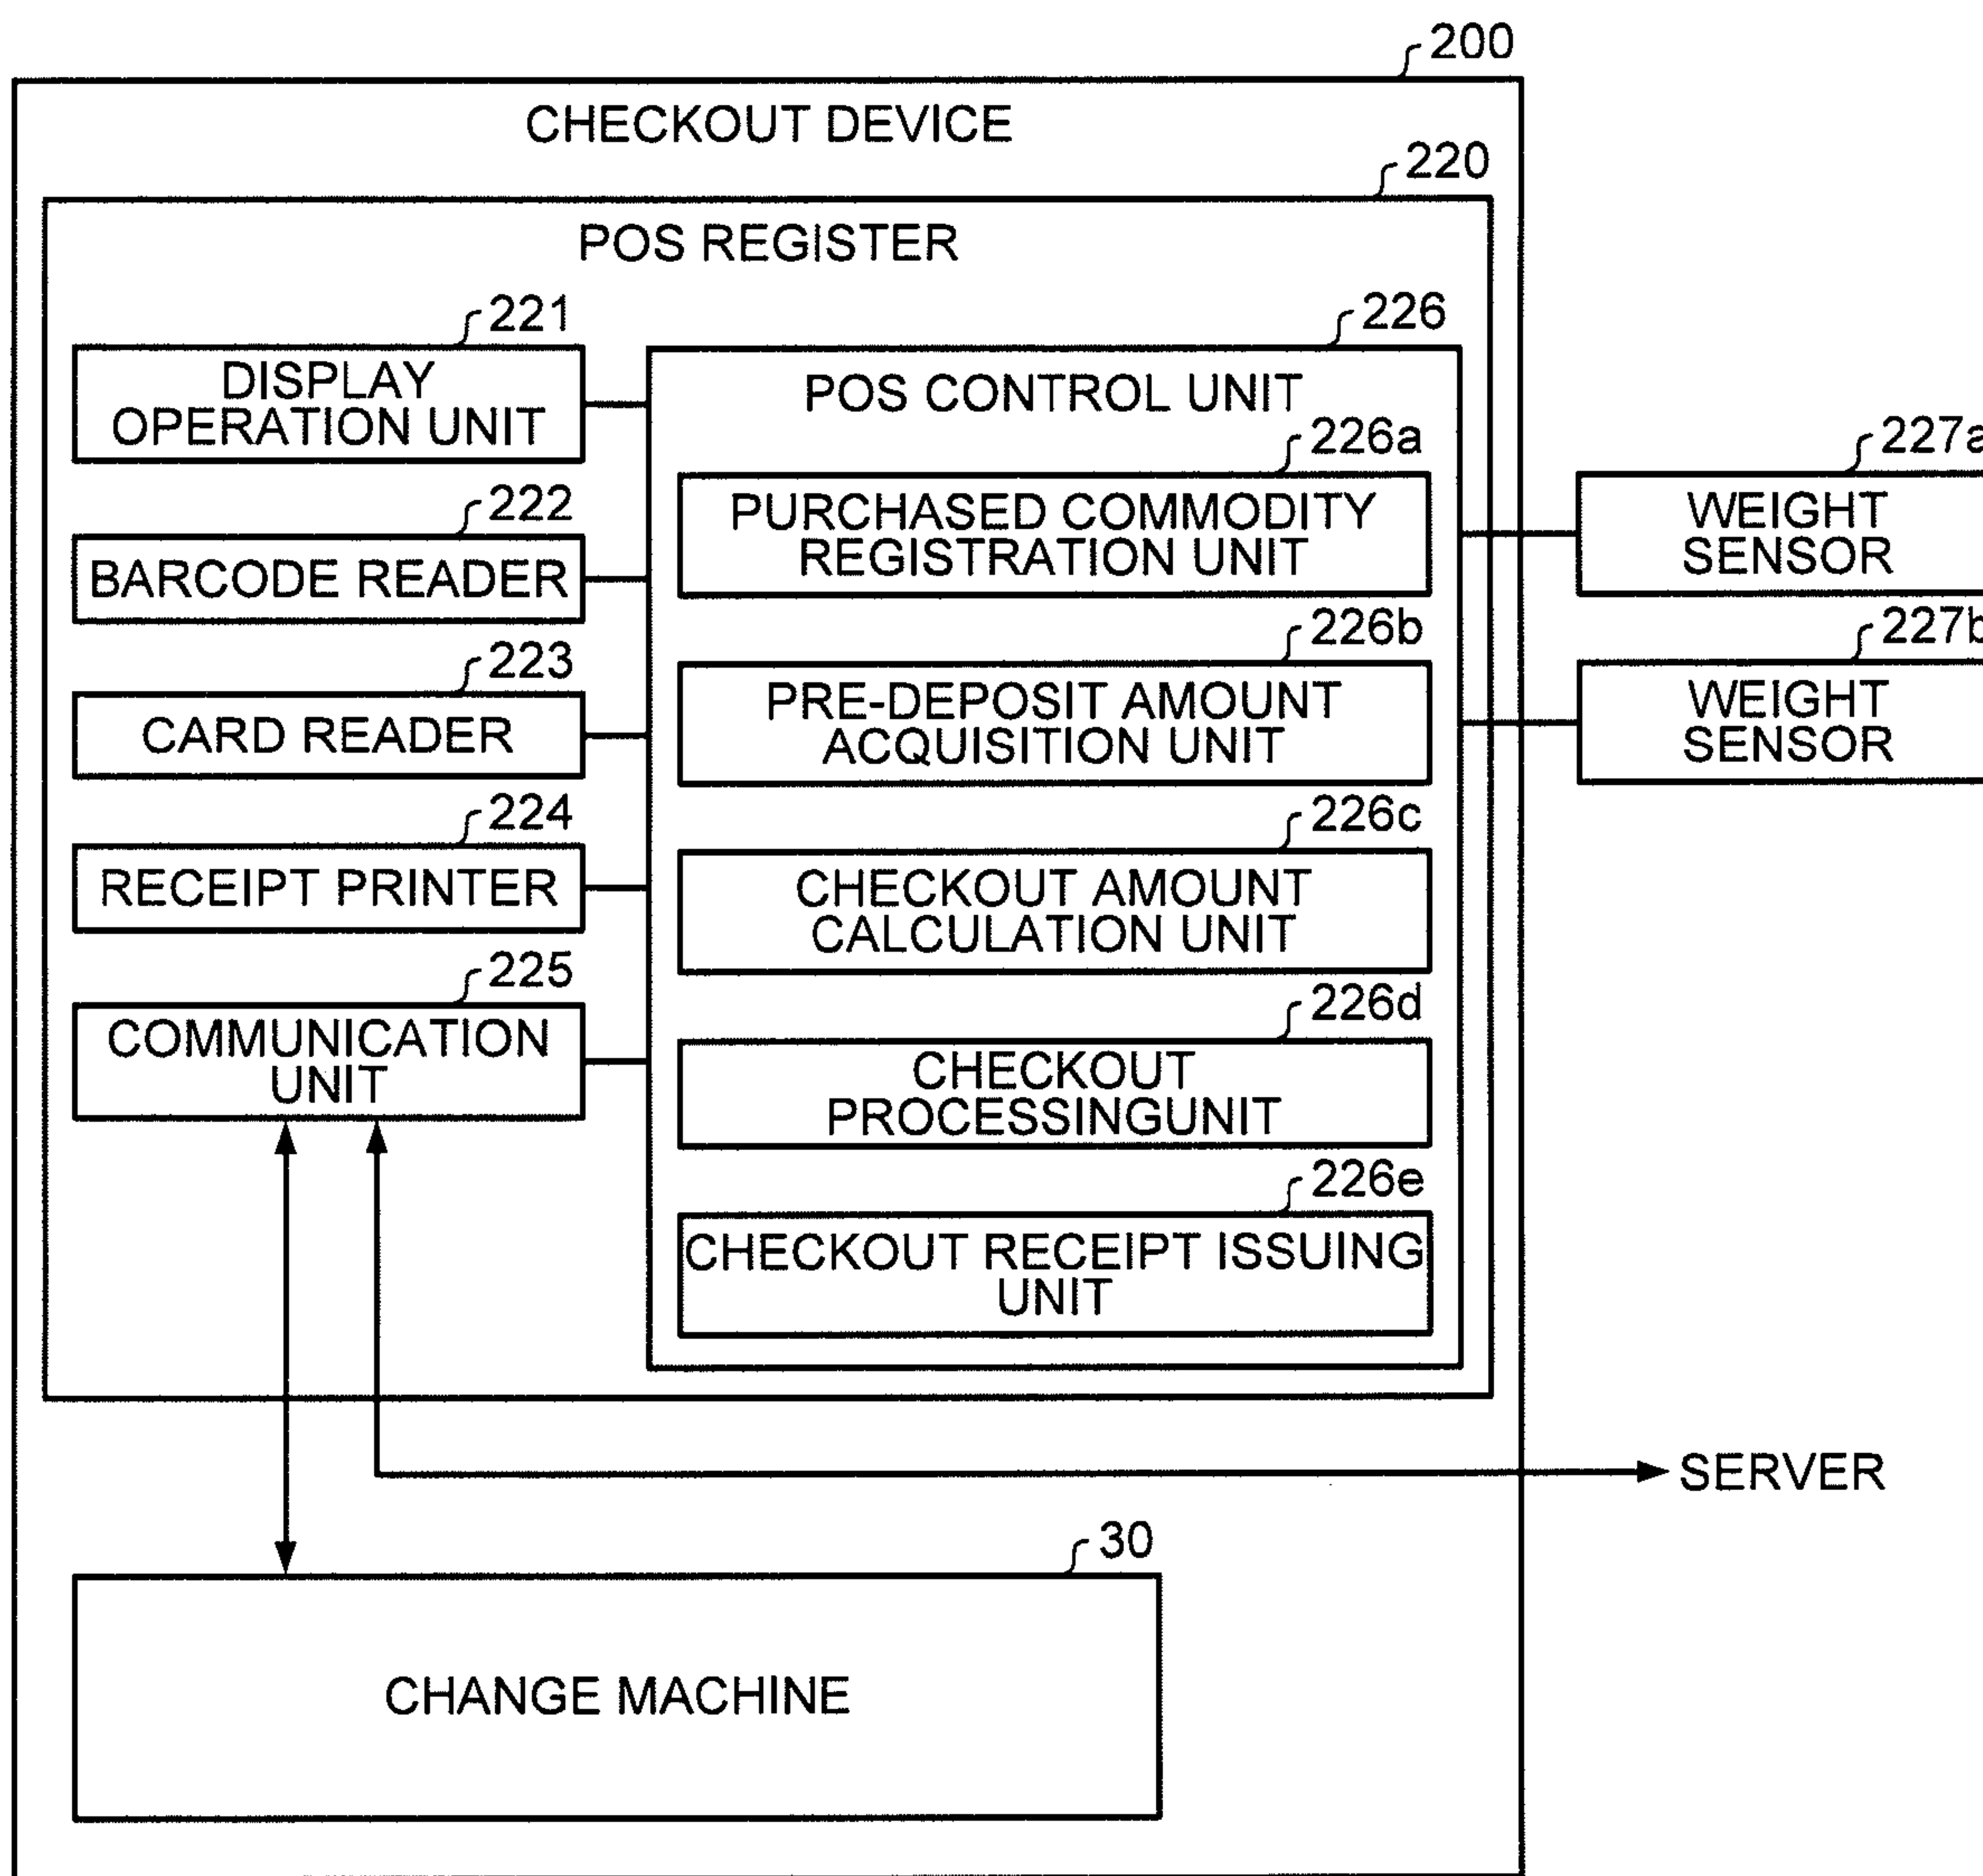 200
CHECKOUT DEVICE
220
POS REGISTER
221
DISPLAY
OPERATION UNIT
222
BARCODE READER
223
CARD READER
224
RECEIPT PRINTER
225
COMMUNICATION
UNIT
226
POS CONTROL UNIT
226a
PURCHASED COMMODITY
REGISTRATION UNIT
226b
PRE-DEPOSIT AMOUNT
ACQUISITION UNIT
226c
CHECKOUT AMOUNT
CALCULATION UNIT
226d
CHECKOUT
PROCESSINGUNIT
226e
CHECKOUT RECEIPT ISSUING
UNIT
227a
WEIGHT
SENSOR
227b
WEIGHT
SENSOR
SERVER
30
CHANGE MACHINE